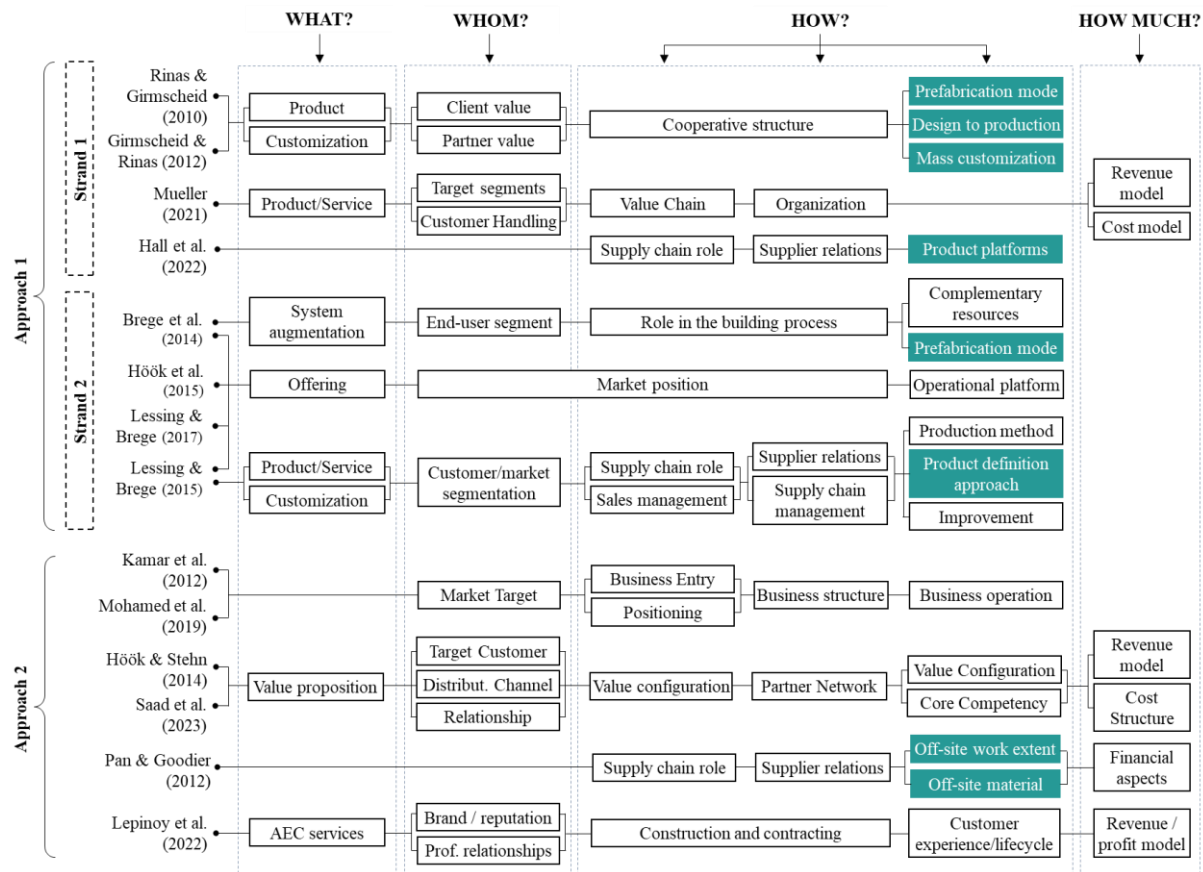 WHAT?
WHOM?
HOW?
HOW MUCH?
Approach 1
Strand 1
Rinas &
Girmscheid
(2010)
Girmscheid &
Rinas (2012)
Product
Customization
Client value
Partner value
Cooperative structure
Prefabrication mode
Design to production
Mass customization
Mueller
(2021)
Product/Service
Target segments
Customer Handling
Value Chain
Organization
Revenue
model
Cost model
Hall et al.
(2022)
Supply chain role
Supplier relations
Product platforms
Strand 2
Brege et al.
(2014)
System
augmentation
End-user segment
Role in the building process
Complementary
resources
Prefabrication mode
Höök et al.
(2015)
Offering
Market position
Operational platform
Lessing &
Brege (2017)
Lessing &
Brege (2015)
Product/Service
Customization
Customer/market
segmentation
Supply chain role
Sales management
Supplier relations
Supply chain
management
Production method
Product definition
approach
Improvement
Approach 2
Kamar et al.
(2012)
Mohamed et al.
(2019)
Market Target
Business Entry
Positioning
Business structure
Business operation
Höök & Stehn
(2014)
Saad et al.
(2023)
Value proposition
Target Customer
Distribut. Channel
Relationship
Value configuration
Partner Network
Value Configuration
Core Competency
Revenue
model
Cost
Structure
Pan & Goodier
(2012)
Supply chain role
Supplier relations
Off-site work extent
Off-site material
Financial
aspects
Lepinoy et al.
(2022)
AEC services
Brand / reputation
Prof. relationships
Construction and contracting
Customer
experience/lifecycle
Revenue /
profit model